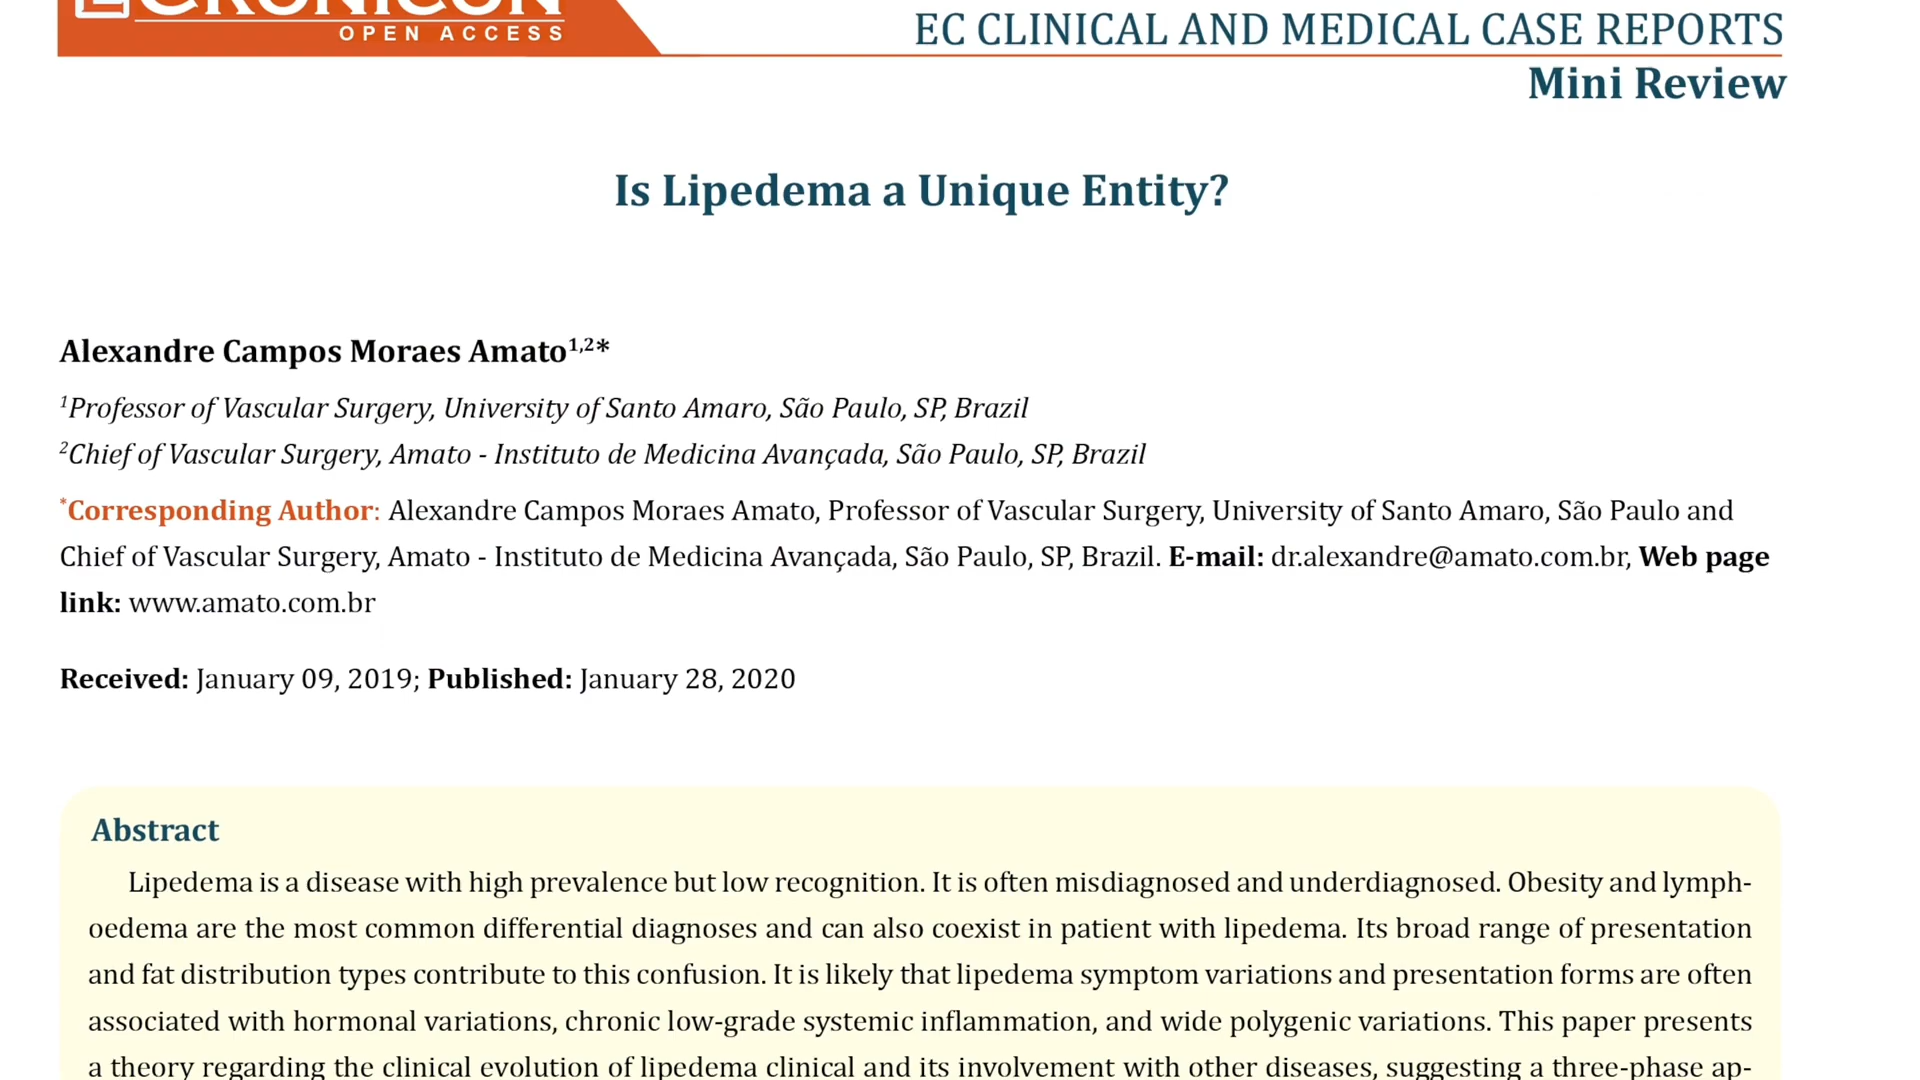 ECRONICON
OPEN ACCESS
EC CLINICAL AND MEDICAL CASE REPORTS
Mini Review
Is Lipedema a Unique Entity?
Alexandre Campos Moraes Amato1,2*
1Professor of Vascular Surgery, University of Santo Amaro, São Paulo, SP, Brazil
2Chief of Vascular Surgery, Amato - Instituto de Medicina Avançada, São Paulo, SP, Brazil
*Corresponding Author: Alexandre Campos Moraes Amato, Professor of Vascular Surgery, University of Santo Amaro, São Paulo and
Chief of Vascular Surgery, Amato - Instituto de Medicina Avançada, São Paulo, SP, Brazil. E-mail: dr.alexandre@amato.com.br, Web page
link: www.amato.com.br
Received: January 09, 2019; Published: January 28, 2020
Abstract
Lipedema is a disease with high prevalence but low recognition. It is often misdiagnosed and underdiagnosed. Obesity and lymph-
oedema are the most common differential diagnoses and can also coexist in patient with lipedema. Its broad range of presentation
and fat distribution types contribute to this confusion. It is likely that lipedema symptom variations and presentation forms are often
associated with hormonal variations, chronic low-grade systemic inflammation, and wide polygenic variations. This paper presents
a theory regarding the clinical evolution of lipedema clinical and its involvement with other diseases, suggesting a three-phase ap-